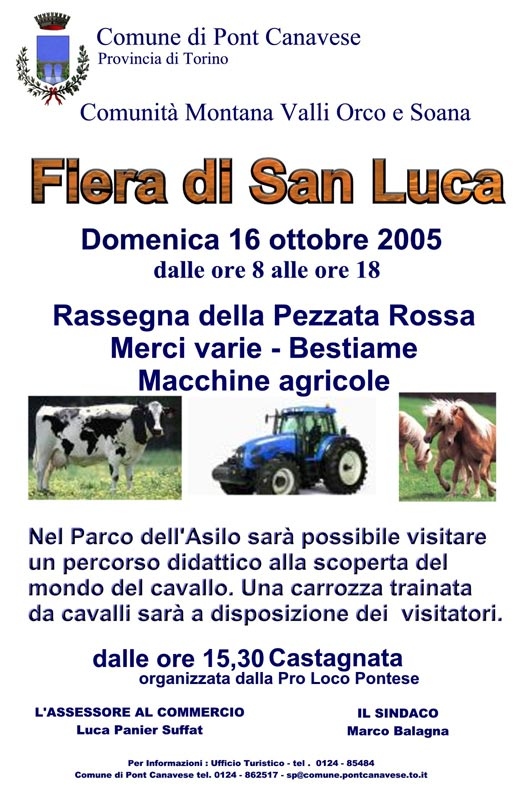 Comune di Pont Canavese
Provincia di Torino
Comunità Montana Valli Orco e Soana
Fiera di San Luca
Domenica 16 ottobre 2005
dalle ore 8 alle ore 18
Rassegna della Pezzata Rossa
Merci varie - Bestiame
Macchine agricole
Nel Parco dell'Asilo sarà possibile visitare
un percorso didattico alla scoperta del
mondo del cavallo. Una carrozza trainata
da cavalli sarà a disposizione dei visitatori.
dalle ore 15,30 Castagnata
organizzata dalla Pro Loco Pontese
L'ASSESSORE AL COMMERCIO
Luca Panier Suffat
IL SINDACO
Marco Balagna
Per Informazioni : Ufficio Turistico - tel . 0124 - 85484
Comune di Pont Canavese tel. 0124 - 862517 - sp@comune.pontcanavese.to.it